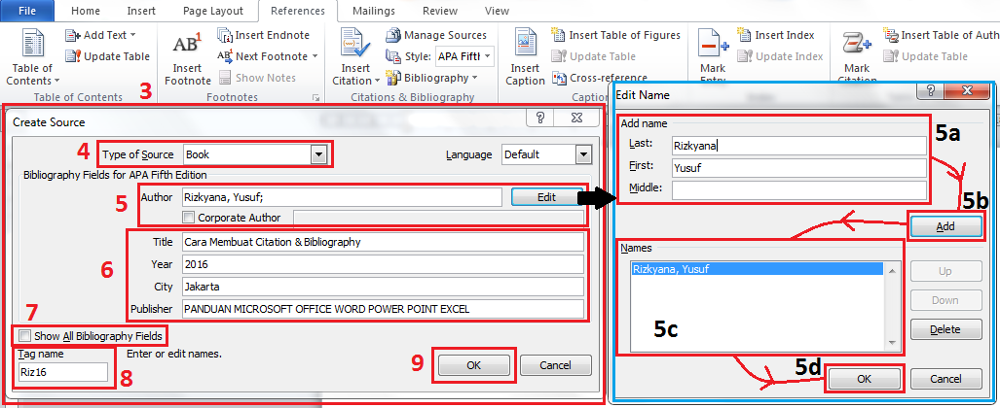 File Home Insert Page Layout References Mailings Review View
Table of Contents
Add Text
Update Table
Table of Contents
AB1
Insert Footnote
Insert Endnote
AB1 Next Footnote
Show Notes
Footnotes
Insert Citation
Manage Sources
Style: APA Fiftl
Bibliography
Citations & Bibliography
Insert Caption
Insert Table of Figures
Update Table
Cross-reference
Caption
Mark Entry
Insert Index
Update Index
Mark Citation
Insert Table of Auth
3
Create Source
?
4
Type of Source Book
Language Default
Bibliography Fields for APA Fifth Edition
5
Author Rizkyana, Yusuf; Edit
Corporate Author
6
Title Cara Membuat Citation & Bibliography
Year 2016
City Jakarta
Publisher PANDUAN MICROSOFT OFFICE WORD POWER POINT EXCEL
7
Show All Bibliography Fields
Tag name Enter or edit names.
Riz16
8
9
OK Cancel
Edit Name
?
Add name
5a
Last: Rizkyana
First: Yusuf
Middle:
5b
Add
Names
Rizkyana, Yusuf
Up
Down
Delete
5c
5d
OK Cancel